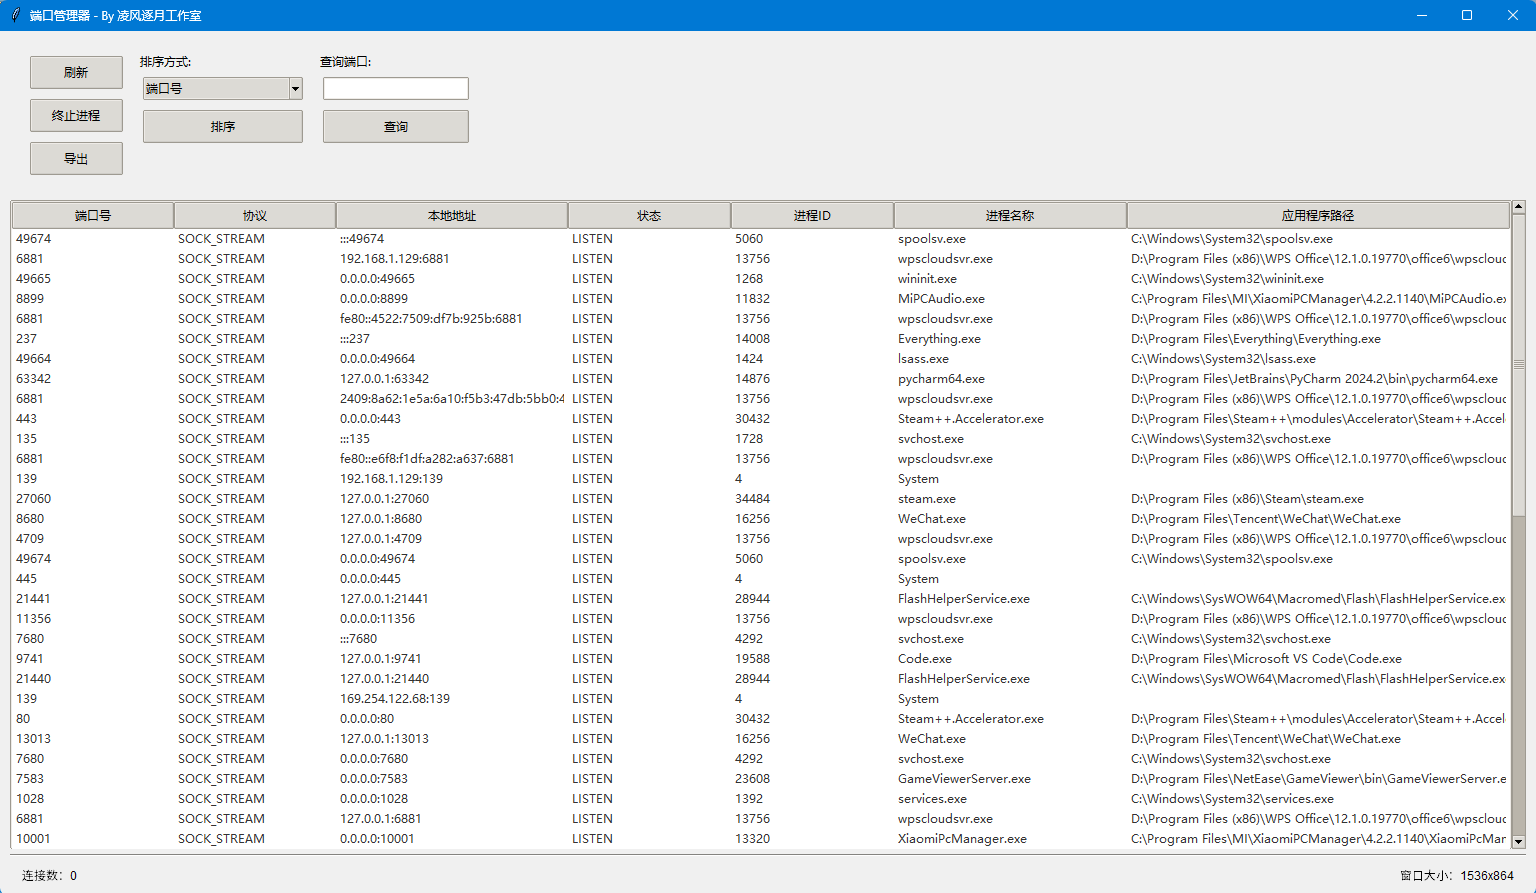 端口管理器 - By 凌风逐月工作室
刷新
终止进程
导出
排序方式:
端口号
排序
查询端口:
查询
端口号 协议 本地地址 状态 进程ID 进程名称 应用程序路径
49674 SOCK_STREAM :::49674 LISTEN 5060 spoolsv.exe C:\Windows\System32\spoolsv.exe
6881 SOCK_STREAM 192.168.1.129:6881 LISTEN 13756 wpscloudsvr.exe D:\Program Files (x86)\WPS Office\12.1.0.19770\office6\wpscloud
49665 SOCK_STREAM 0.0.0.0:49665 LISTEN 1268 wininit.exe C:\Windows\System32\wininit.exe
8899 SOCK_STREAM 0.0.0.0:8899 LISTEN 11832 MiPCAudio.exe C:\Program Files\MI\XiaomiPCManager\4.2.2.1140\MiPCAudio.ex
6881 SOCK_STREAM fe80::4522:7509:df7b:925b:6881 LISTEN 13756 wpscloudsvr.exe D:\Program Files (x86)\WPS Office\12.1.0.19770\office6\wpscloud
237 SOCK_STREAM :::237 LISTEN 14008 Everything.exe D:\Program Files\Everything\Everything.exe
49664 SOCK_STREAM 0.0.0.0:49664 LISTEN 1424 lsass.exe C:\Windows\System32\lsass.exe
63342 SOCK_STREAM 127.0.0.1:63342 LISTEN 14876 pycharm64.exe D:\Program Files\JetBrains\PyCharm 2024.2\bin\pycharm64.exe
6881 SOCK_STREAM 2409:8a62:1e5a:6a10:f5b3:47db:5bb0:4 LISTEN 13756 wpscloudsvr.exe D:\Program Files (x86)\WPS Office\12.1.0.19770\office6\wpscloud
443 SOCK_STREAM 0.0.0.0:443 LISTEN 30432 Steam++.Accelerator.exe D:\Program Files\Steam++\modules\Accelerator\Steam++.Accel
135 SOCK_STREAM :::135 LISTEN 1728 svchost.exe C:\Windows\System32\svchost.exe
6881 SOCK_STREAM fe80::e6f8:f1df:a282:a637:6881 LISTEN 13756 wpscloudsvr.exe D:\Program Files (x86)\WPS Office\12.1.0.19770\office6\wpscloud
139 SOCK_STREAM 192.168.1.129:139 LISTEN 4 System
27060 SOCK_STREAM 127.0.0.1:27060 LISTEN 34484 steam.exe D:\Program Files (x86)\Steam\steam.exe
8680 SOCK_STREAM 127.0.0.1:8680 LISTEN 16256 WeChat.exe D:\Program Files\Tencent\WeChat\WeChat.exe
4709 SOCK_STREAM 127.0.0.1:4709 LISTEN 13756 wpscloudsvr.exe D:\Program Files (x86)\WPS Office\12.1.0.19770\office6\wpscloud
49674 SOCK_STREAM 0.0.0.0:49674 LISTEN 5060 spoolsv.exe C:\Windows\System32\spoolsv.exe
445 SOCK_STREAM 0.0.0.0:445 LISTEN 4 System
21441 SOCK_STREAM 127.0.0.1:21441 LISTEN 28944 FlashHelperService.exe C:\Windows\SysWOW64\Macromed\Flash\FlashHelperService.ex
11356 SOCK_STREAM 0.0.0.0:11356 LISTEN 13756 wpscloudsvr.exe D:\Program Files (x86)\WPS Office\12.1.0.19770\office6\wpscloud
7680 SOCK_STREAM :::7680 LISTEN 4292 svchost.exe C:\Windows\System32\svchost.exe
9741 SOCK_STREAM 127.0.0.1:9741 LISTEN 19588 Code.exe D:\Program Files\Microsoft VS Code\Code.exe
21440 SOCK_STREAM 127.0.0.1:21440 LISTEN 28944 FlashHelperService.exe C:\Windows\SysWOW64\Macromed\Flash\FlashHelperService.ex
139 SOCK_STREAM 169.254.122.68:139 LISTEN 4 System
80 SOCK_STREAM 0.0.0.0:80 LISTEN 30432 Steam++.Accelerator.exe D:\Program Files\Steam++\modules\Accelerator\Steam++.Accel
13013 SOCK_STREAM 127.0.0.1:13013 LISTEN 16256 WeChat.exe D:\Program Files\Tencent\WeChat\WeChat.exe
7680 SOCK_STREAM 0.0.0.0:7680 LISTEN 4292 svchost.exe C:\Windows\System32\svchost.exe
7583 SOCK_STREAM 0.0.0.0:7583 LISTEN 23608 GameViewerServer.exe D:\Program Files\NetEase\GameViewer\bin\GameViewerServer.e
1028 SOCK_STREAM 0.0.0.0:1028 LISTEN 1392 services.exe C:\Windows\System32\services.exe
6881 SOCK_STREAM 127.0.0.1:6881 LISTEN 13756 wpscloudsvr.exe D:\Program Files (x86)\WPS Office\12.1.0.19770\office6\wpscloud
10001 SOCK_STREAM 0.0.0.0:10001 LISTEN 13320 XiaomiPcManager.exe C:\Program Files\MI\XiaomiPCManager\4.2.2.1140\XiaomiPcMar
连接数: 0
窗口大小: 1536x864